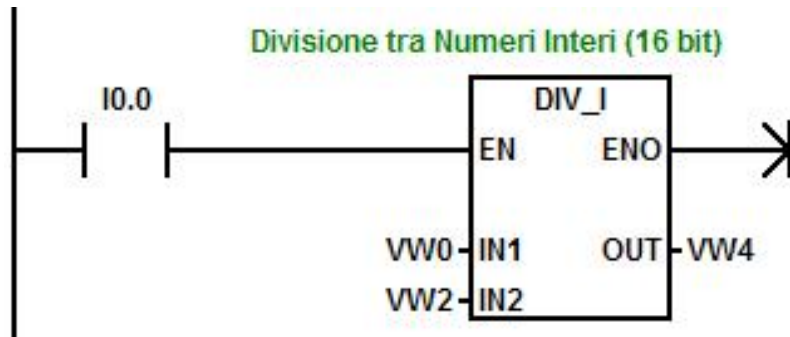 Divisione tra Numeri Interi (16 bit)
I0.0
DIV_I
EN ENO
VW0 IN1 OUT VW4
VW2 IN2